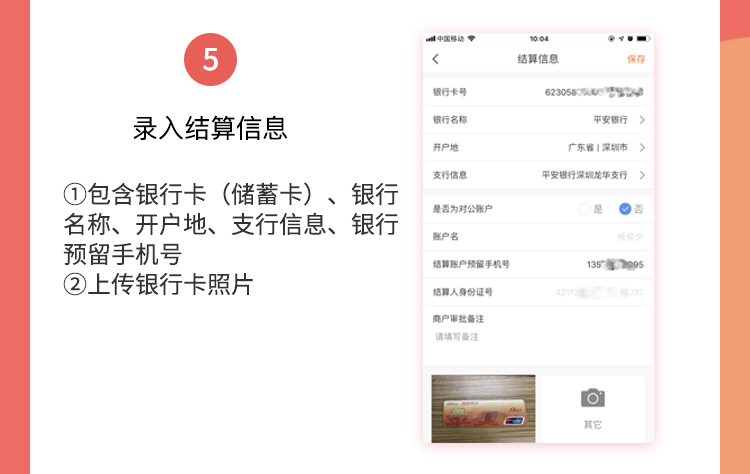 5
录入结算信息
①包含银行卡（储蓄卡）、银行
名称、开户地、支行信息、银行
预留手机号
②上传银行卡照片
中国移动 10:04
结算信息 保存
银行卡号 623058
银行名称 平安银行
开户地 广东省 | 深圳市
支行信息 平安银行深圳龙华支行
是否为对公账户 是 否
账户名
结算账户预留手机号 135 2095
结算人身份证号 42112 037
商户审批备注
请填写备注
其它